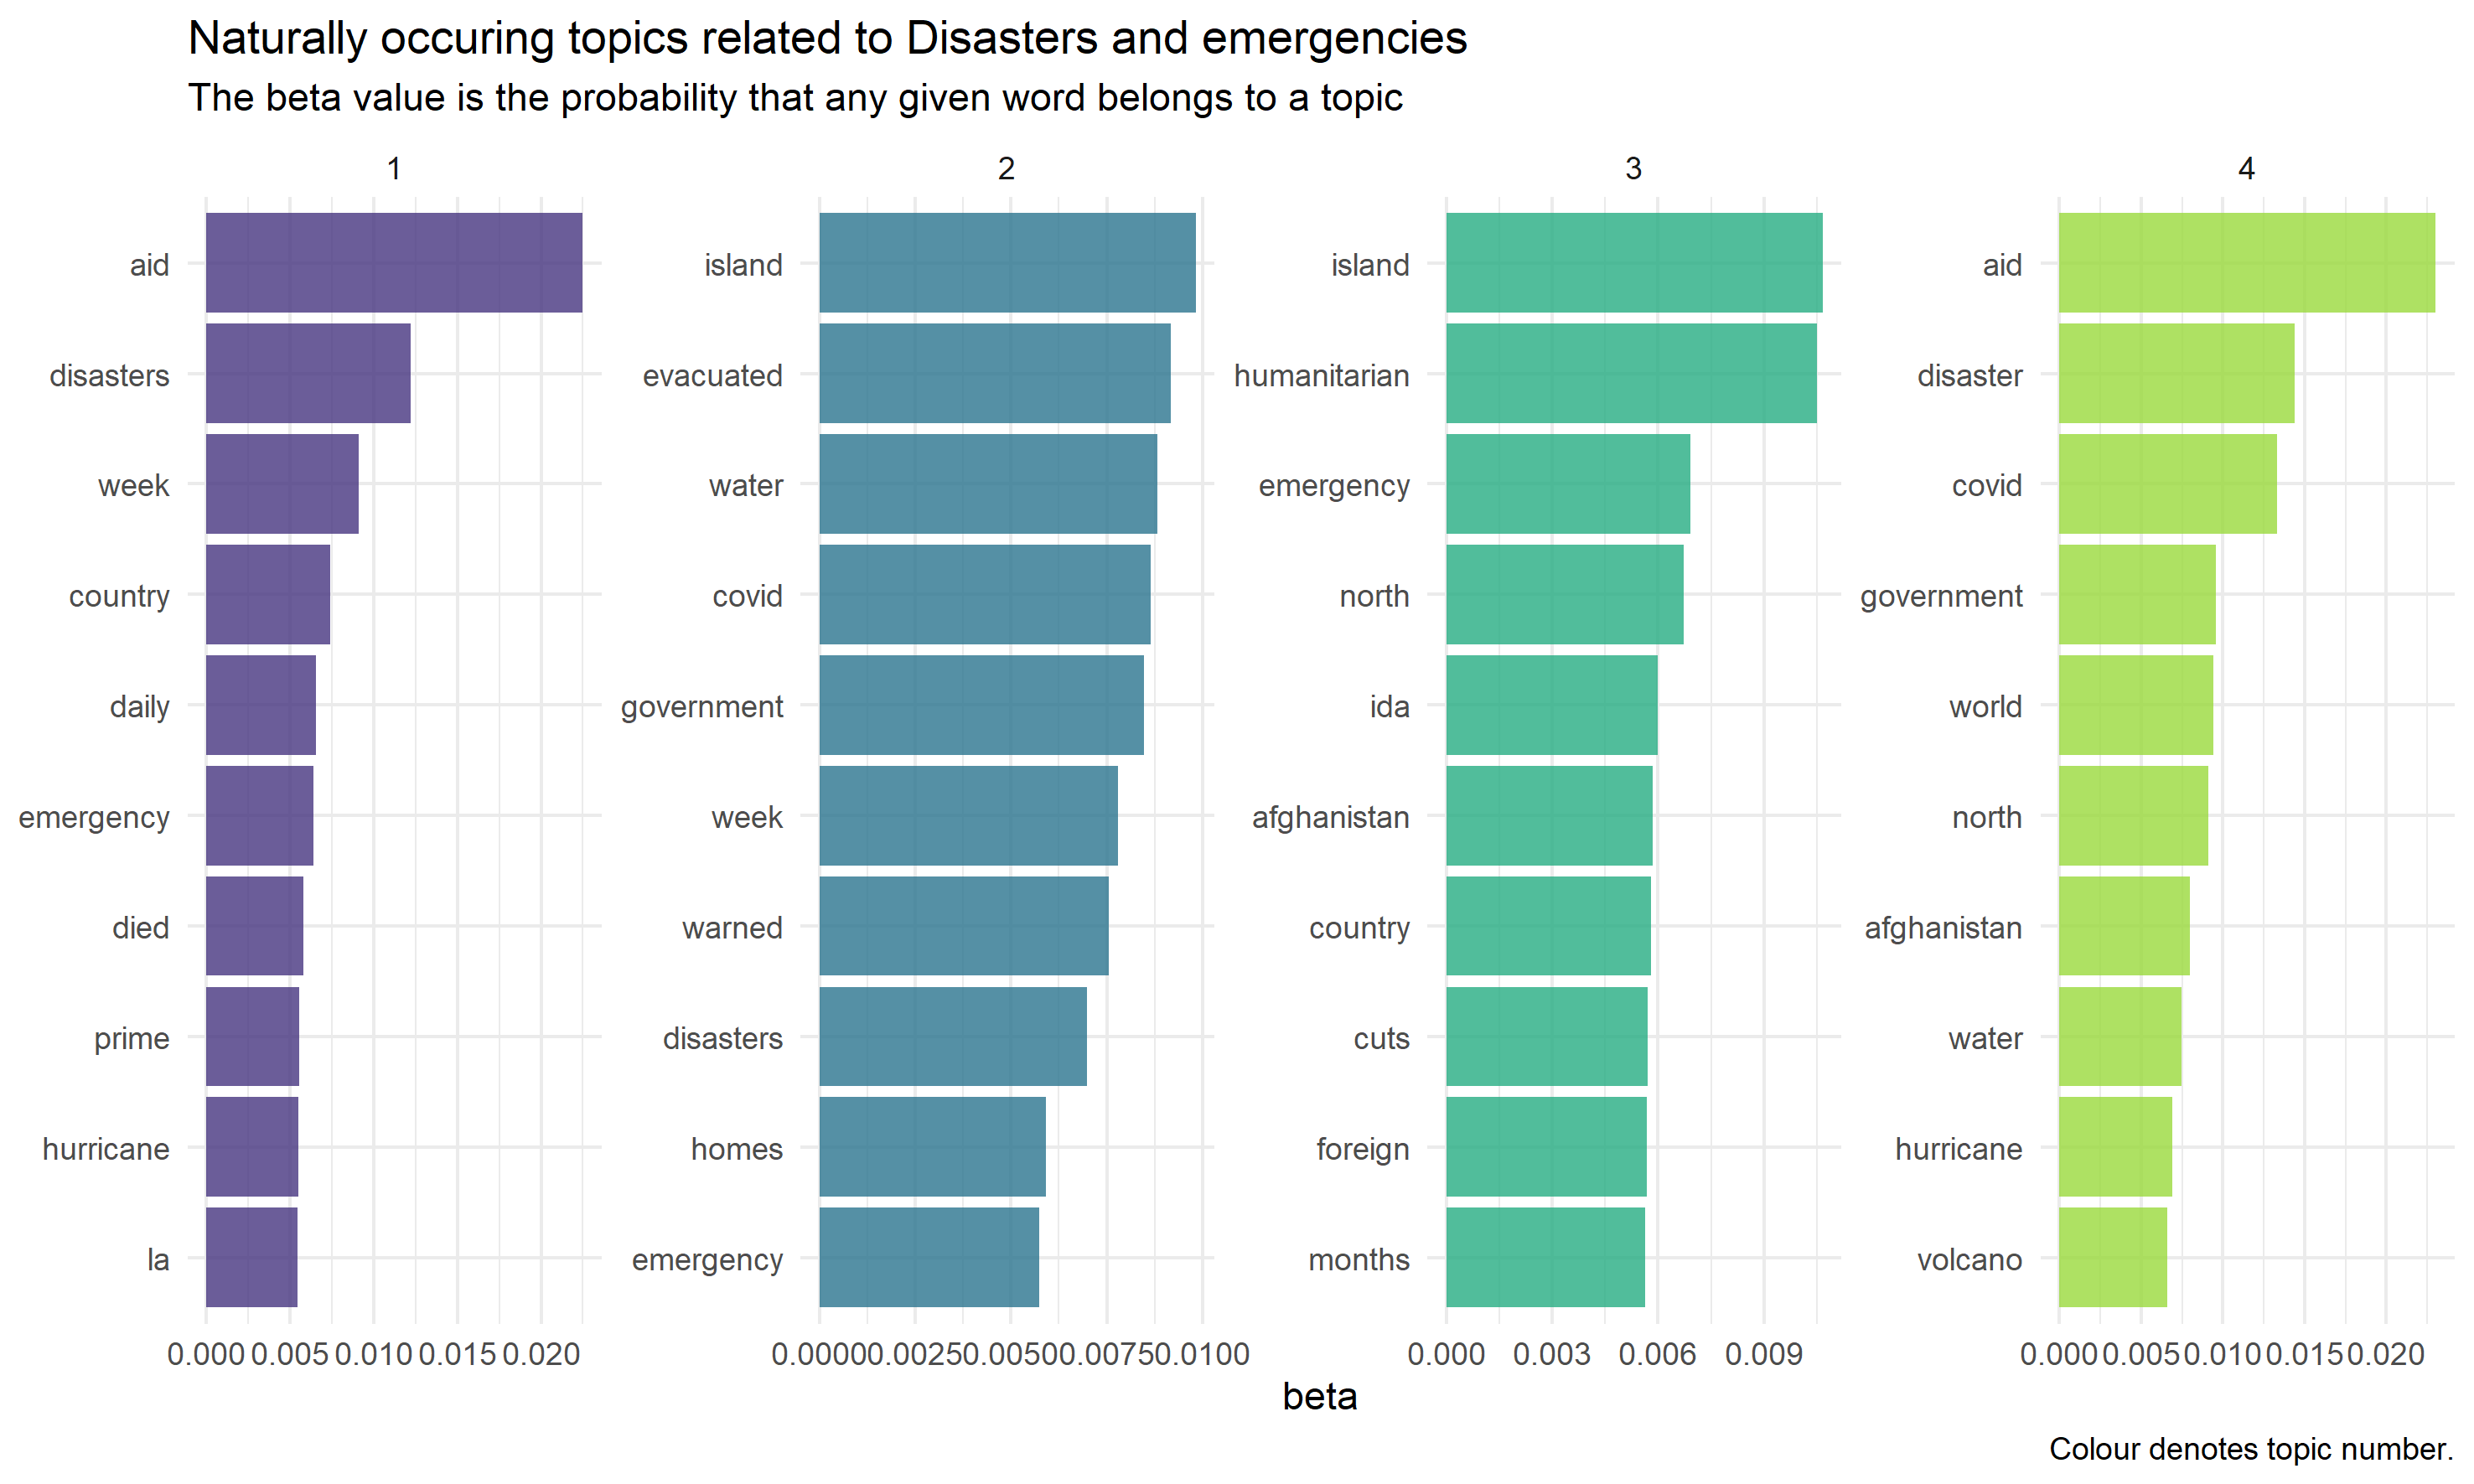 Naturally occuring topics related to Disasters and emergencies
The beta value is the probability that any given word belongs to a topic
1
aid
disasters
week
country
daily
emergency
died
prime
hurricane
la
0.000 0.005 0.010 0.015 0.020
2
island
evacuated
water
covid
government
week
warned
disasters
homes
emergency
0.0000 0.0025 0.0050 0.0075 0.0100
3
island
humanitarian
emergency
north
ida
afghanistan
country
cuts
foreign
months
0.000 0.003 0.006 0.009
4
aid
disaster
covid
government
world
north
afghanistan
water
hurricane
volcano
0.000 0.005 0.010 0.015 0.020
beta
Colour denotes topic number.